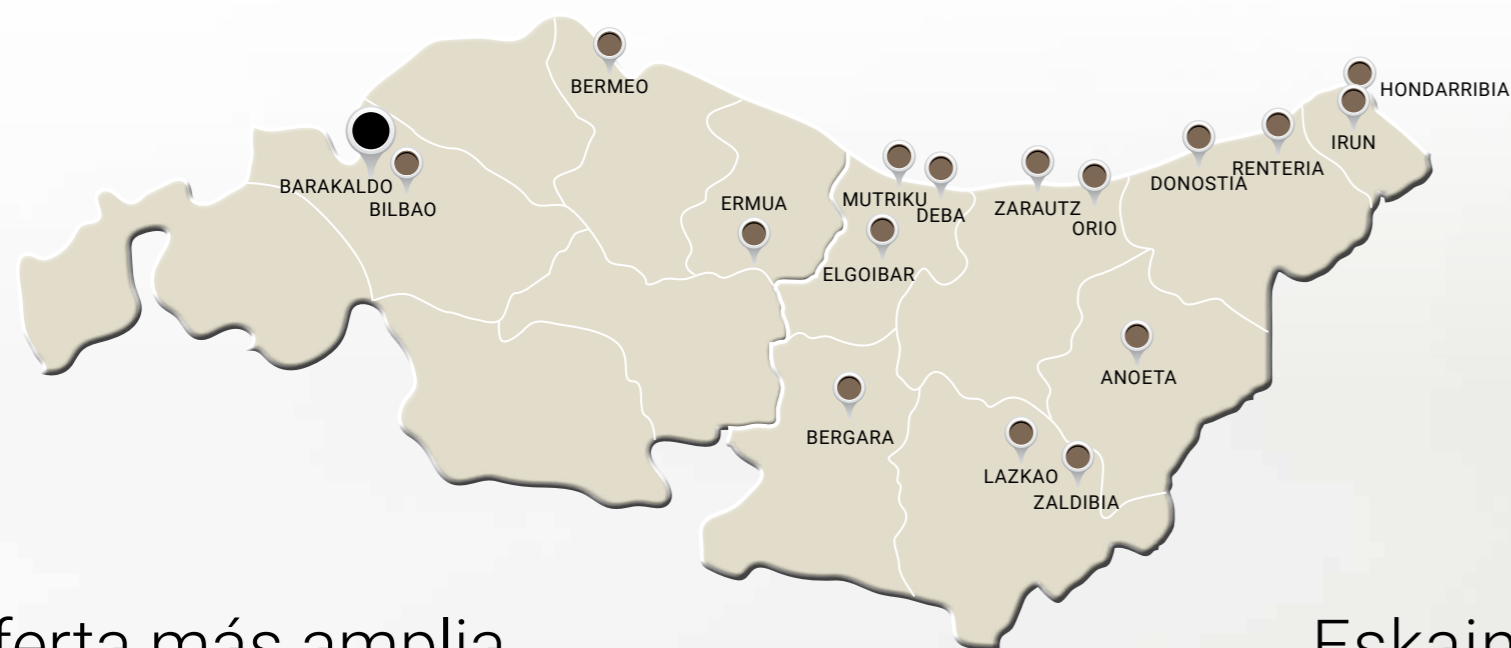 BERMEO
HONDARRIBIA
IRUN
RENTERIA
DONOSTIA
BARAKALDO
BILBAO
ERMUA
MUTRIKU
DEBA
ZARAUTZ
ORIO
ELGOIBAR
ANOETA
BERGARA
LAZKAO
ZALDIBIA
ferta más amplia
Eskain